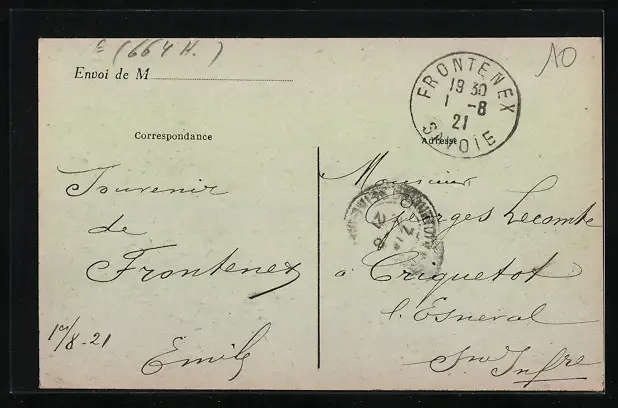 (664 H.)
10
Envoi de M
FRONTENEX
19 30
1 -8
21
SAVOIE
Correspondance
Adresse
Souvenir
de
Frontenex
1er/8-21
Emile
Monsieur
Georges Lecomte
à Criquetot
l'Esneval
Sne Infre